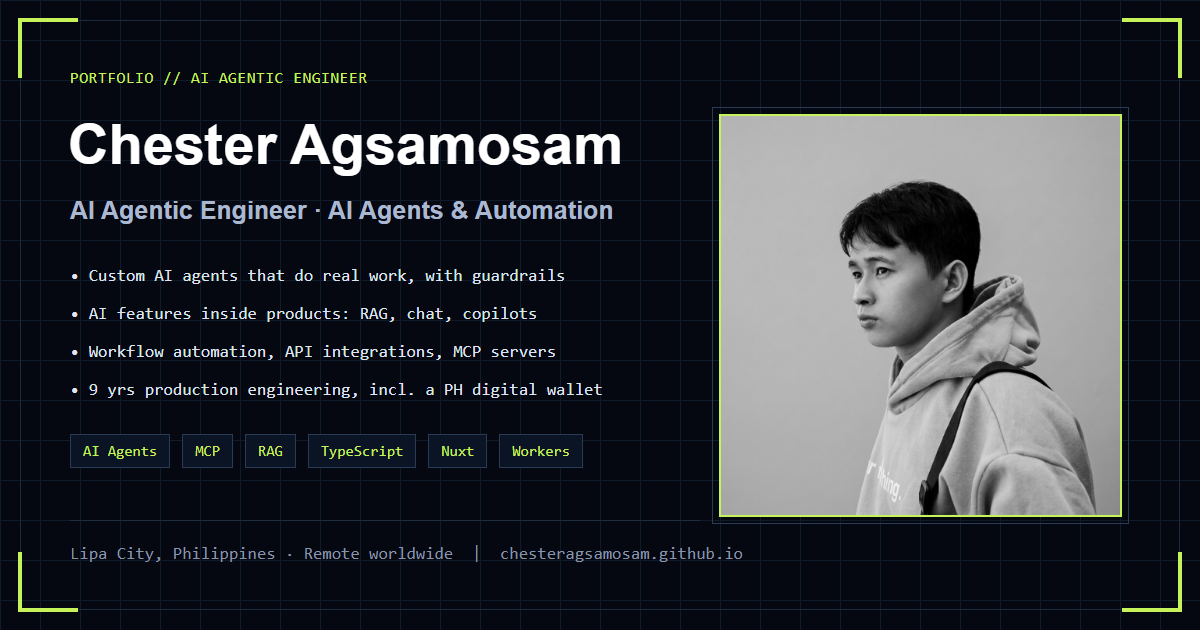 PORTFOLIO // AI AGENTIC ENGINEER
Chester Agsamosam
AI Agentic Engineer · AI Agents & Automation
• Custom AI agents that do real work, with guardrails
• AI features inside products: RAG, chat, copilots
• Workflow automation, API integrations, MCP servers
• 9 yrs production engineering, incl. a PH digital wallet
AI Agents MCP RAG TypeScript Nuxt Workers
Lipa City, Philippines · Remote worldwide | chesteragsamosam.github.io